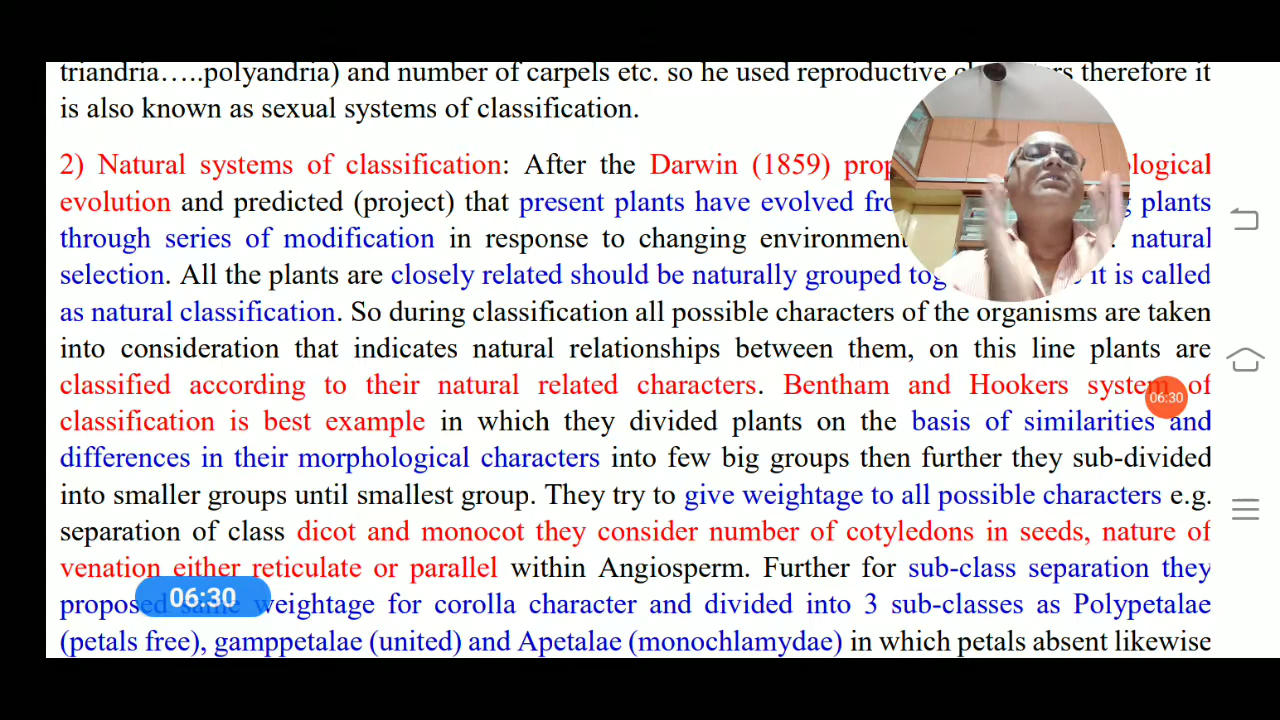 triandria…..polyandria) and number of carpels etc. so he used reproductive therefore it
is also known as sexual systems of classification.
2) Natural systems of classification: After the Darwin (1859)
evolution and predicted (project) that present plants have evolved plants
through series of modification in response to changing environment natural
selection. All the plants are closely related should be naturally grouped it is called
as natural classification. So during classification all possible characters of the organisms are taken
into consideration that indicates natural relationships between them, on this line plants are
classified according to their natural related characters. Bentham and Hookers system of
06:30
classification is best example in which they divided plants on the basis of similarities and
differences in their morphological characters into few big groups then further they sub-divided
into smaller groups until smallest group. They try to give weightage to all possible characters e.g.
separation of class dicot and monocot they consider number of cotyledons in seeds, nature of
venation either reticulate or parallel within Angiosperm. Further for sub-class separation they
06:30
proposed same weightage for corolla character and divided into 3 sub-classes as Polypetalae
(petals free), gamppetalae (united) and Apetalae (monochlamydae) in which petals absent likewise